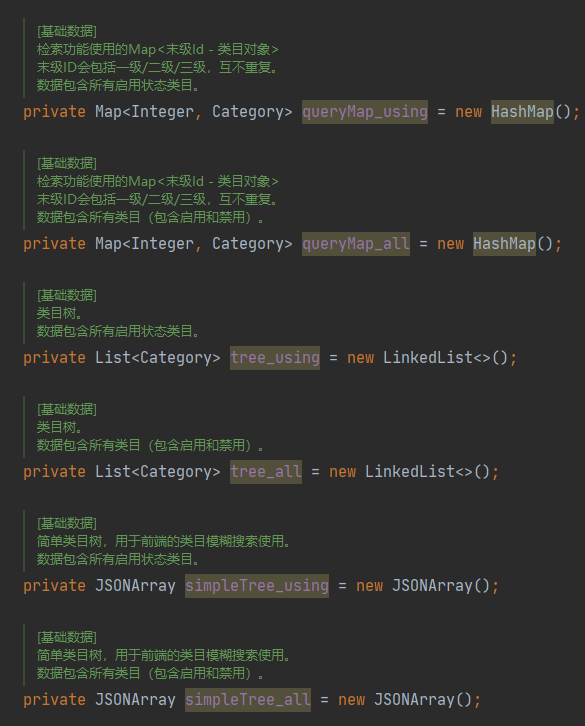 [基础数据]
检索功能使用的Map<末级Id - 类目对象>
末级ID会包括一级/二级/三级，互不重复。
数据包含所有启用状态类目。
private Map<Integer, Category> queryMap_using = new HashMap();
[基础数据]
检索功能使用的Map<末级Id - 类目对象>
末级ID会包括一级/二级/三级，互不重复。
数据包含所有类目（包含启用和禁用）。
private Map<Integer, Category> queryMap_all = new HashMap();
[基础数据]
类目树。
数据包含所有启用状态类目。
private List<Category> tree_using = new LinkedList<>();
[基础数据]
类目树。
数据包含所有类目（包含启用和禁用）。
private List<Category> tree_all = new LinkedList<>();
[基础数据]
简单类目树，用于前端的类目模糊搜索使用。
数据包含所有启用状态类目。
private JSONArray simpleTree_using = new JSONArray();
[基础数据]
简单类目树，用于前端的类目模糊搜索使用。
数据包含所有类目（包含启用和禁用）。
private JSONArray simpleTree_all = new JSONArray();